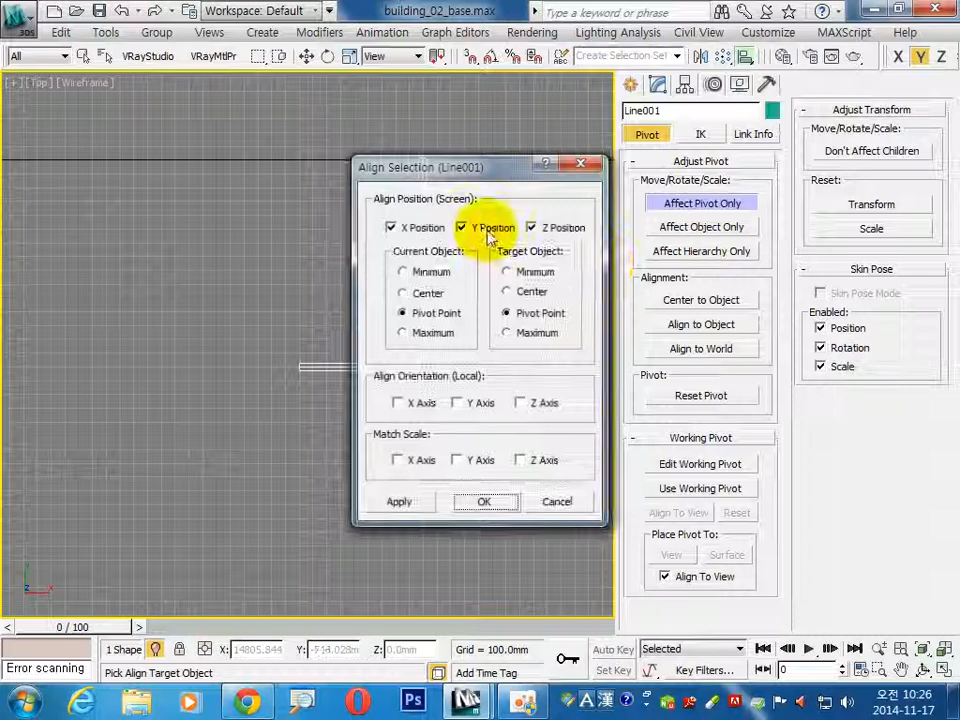 Workspace: Default
building_02_base.max
Type a keyword or phrase
3DS
Edit Tools Group Views Create Modifiers Animation Graph Editors Rendering Lighting Analysis Civil View Customize MAXScript Help
All
VRayStudio
VRayMtlPr
View
Create Selection Se
X Y Z
[+] [Top] [Wireframe]
Line001
Pivot IK Link Info
Adjust Pivot
Move/Rotate/Scale:
Affect Pivot Only
Affect Object Only
Affect Hierarchy Only
Alignment:
Center to Object
Align to Object
Align to World
Pivot:
Reset Pivot
Working Pivot
Edit Working Pivot
Use Working Pivot
Align To View Reset
Place Pivot To:
View Surface
Align To View
Adjust Transform
Move/Rotate/Scale:
Don't Affect Children
Reset:
Transform
Scale
Skin Pose
Skin Pose Mode
Enabled:
Position
Rotation
Scale
Align Selection (Line001)
Align Position (Screen):
X Position Y Position Z Position
Current Object: Target Object:
Minimum Minimum
Center Center
Pivot Point Pivot Point
Maximum Maximum
Align Orientation (Local):
X Axis Y Axis Z Axis
Match Scale:
X Axis Y Axis Z Axis
Apply OK Cancel
0 / 100
1 Shape
X: 14805.844
Y: -514.028mm
Z: 0.0mm
Grid = 100.0mm
Auto Key
Selected
Error scanning
Pick Align Target Object
Add Time Tag
Set Key
Key Filters...
0
Ps
漢
오전 10:26
2014-11-17